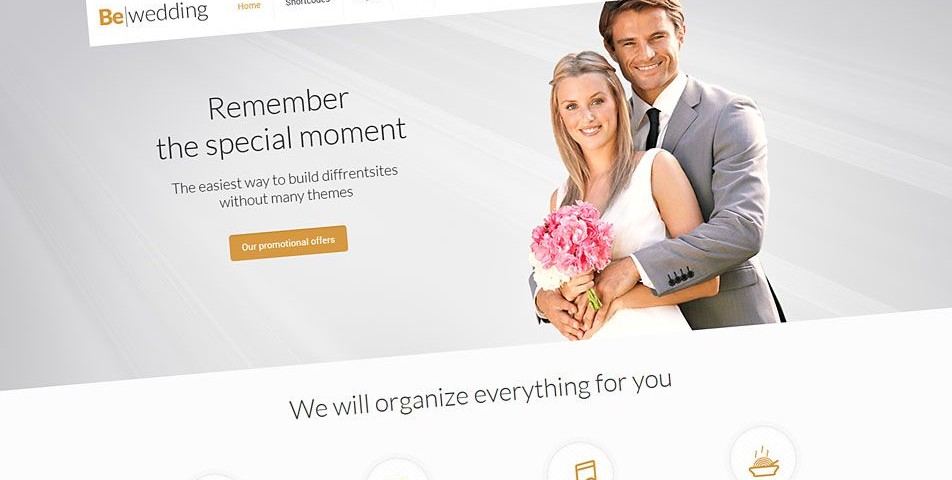 Be|wedding
Home
Shortcodes
Remember
the special moment
The easiest way to build diffrentsites
without many themes
Our promotional offers
We will organize everything for you